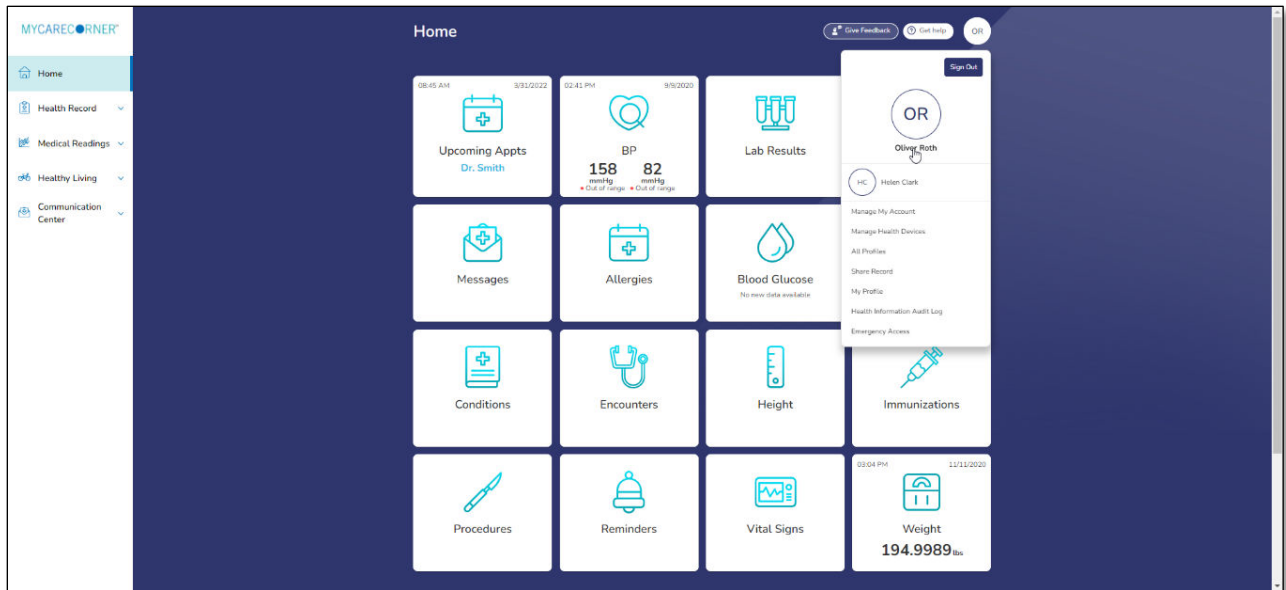 MYCARECORNER
Home
Health Record
Medical Readings
Healthy Living
Communication
Center
Home
Give Feedback
Get help
OR
Sign Out
OR
Oliver Roth
HC
Helen Clark
Manage My Account
Manage Health Devices
All Profiles
Share Record
My Profile
Health Information Audit Log
Emergency Access
08:45 AM 3/31/2022
Upcoming Appts
Dr. Smith
02:41 PM 9/9/2020
BP
158 82
mmHg mmHg
Out of range Out of range
Lab Results
Messages
Allergies
Blood Glucose
No new data available
Conditions
Encounters
Height
Immunizations
Procedures
Reminders
Vital Signs
03:04 PM 11/11/2020
Weight
194.9989 lbs